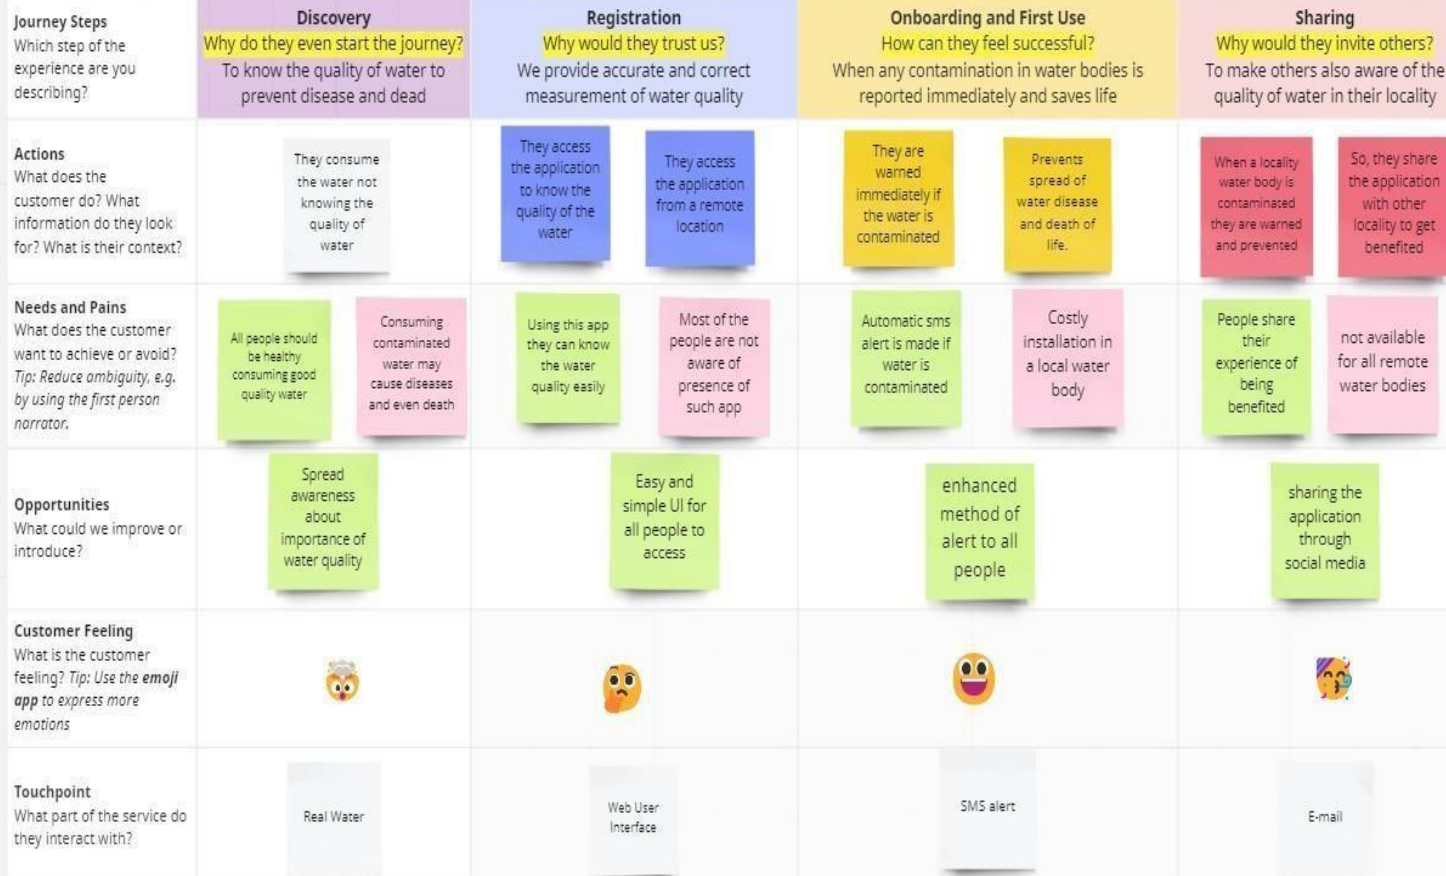 Journey Steps
Which step of the
experience are you
describing?
Discovery
Why do they even start the journey?
To know the quality of water to
prevent disease and dead
Registration
Why would they trust us?
We provide accurate and correct
measurement of water quality
Onboarding and First Use
How can they feel successful?
When any contamination in water bodies is
reported immediately and saves life
Sharing
Why would they invite others?
To make others also aware of the
quality of water in their locality
Actions
What does the
customer do? What
information do they look
for? What is their context?
They consume
the water not
knowing the
quality of
water
They access
the application
to know the
quality of the
water
They access
the application
from a remote
location
They are
warned
immediately if
the water is
contaminated
Prevents
spread of
water disease
and death of
life.
When a locality
water body is
contaminated
they are warned
and prevented
So, they share
the application
with other
locality to get
benefited
Needs and Pains
What does the customer
want to achieve or avoid?
Tip: Reduce ambiguity, e.g.
by using the first person
narrator.
All people should
be healthy
consuming good
quality water
Consuming
contaminated
water may
cause diseases
and even death
Using this app
they can know
the water
quality easily
Most of the
people are not
aware of
presence of
such app
Automatic sms
alert is made if
water is
contaminated
Costly
installation in
a local water
body
People share
their
experience of
being
benefited
not available
for all remote
water bodies
Opportunities
What could we improve or
introduce?
Spread
awareness
about
importance of
water quality
Easy and
simple UI for
all people to
access
enhanced
method of
alert to all
people
sharing the
application
through
social media
Customer Feeling
What is the customer
feeling? Tip: Use the emoji
app to express more
emotions
Touchpoint
What part of the service do
they interact with?
Real Water
Web User
Interface
SMS alert
E-mail